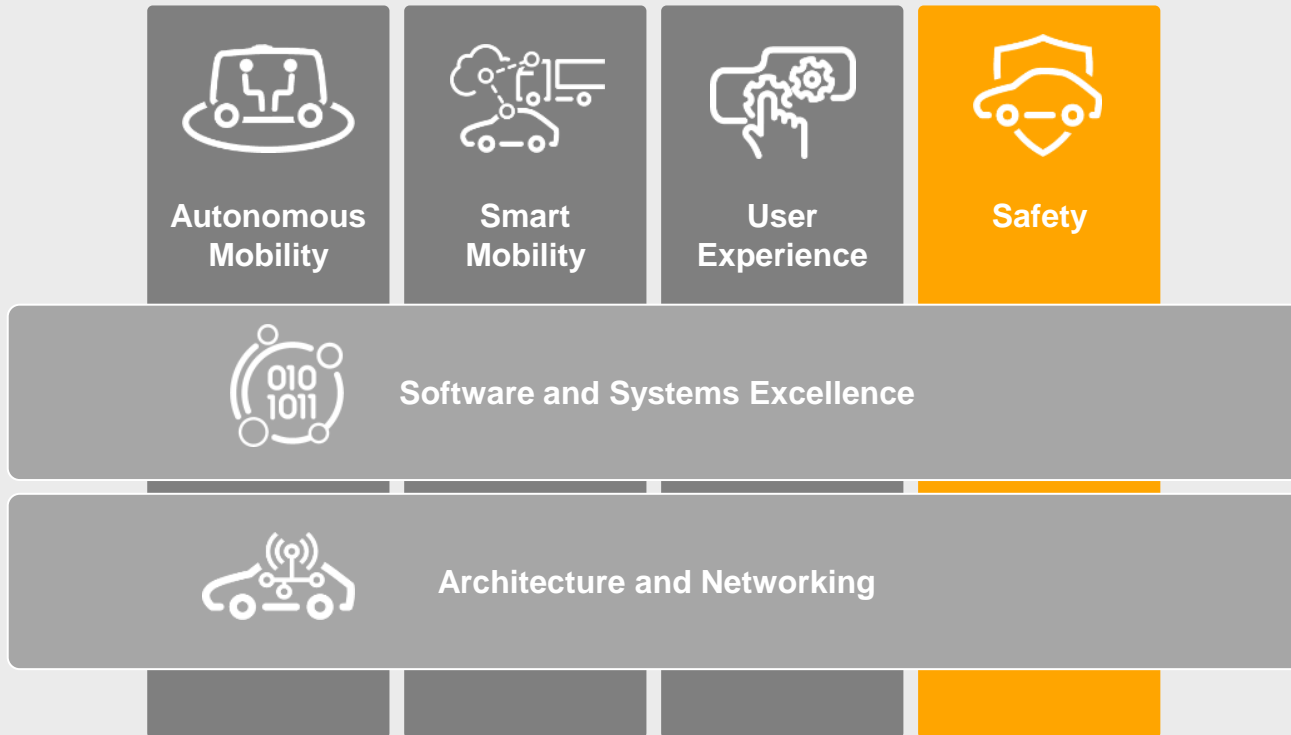 Autonomous
Mobility
Smart
Mobility
User
Experience
Safety
010
1011
Software and Systems Excellence
Architecture and Networking